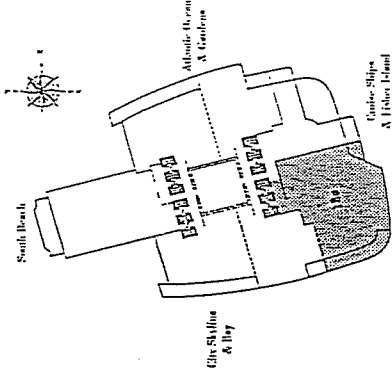 South Beach
Atlantic Ocean
& Gardens
City Skyline
& Bay
Cruise Ships
& Fisher Island